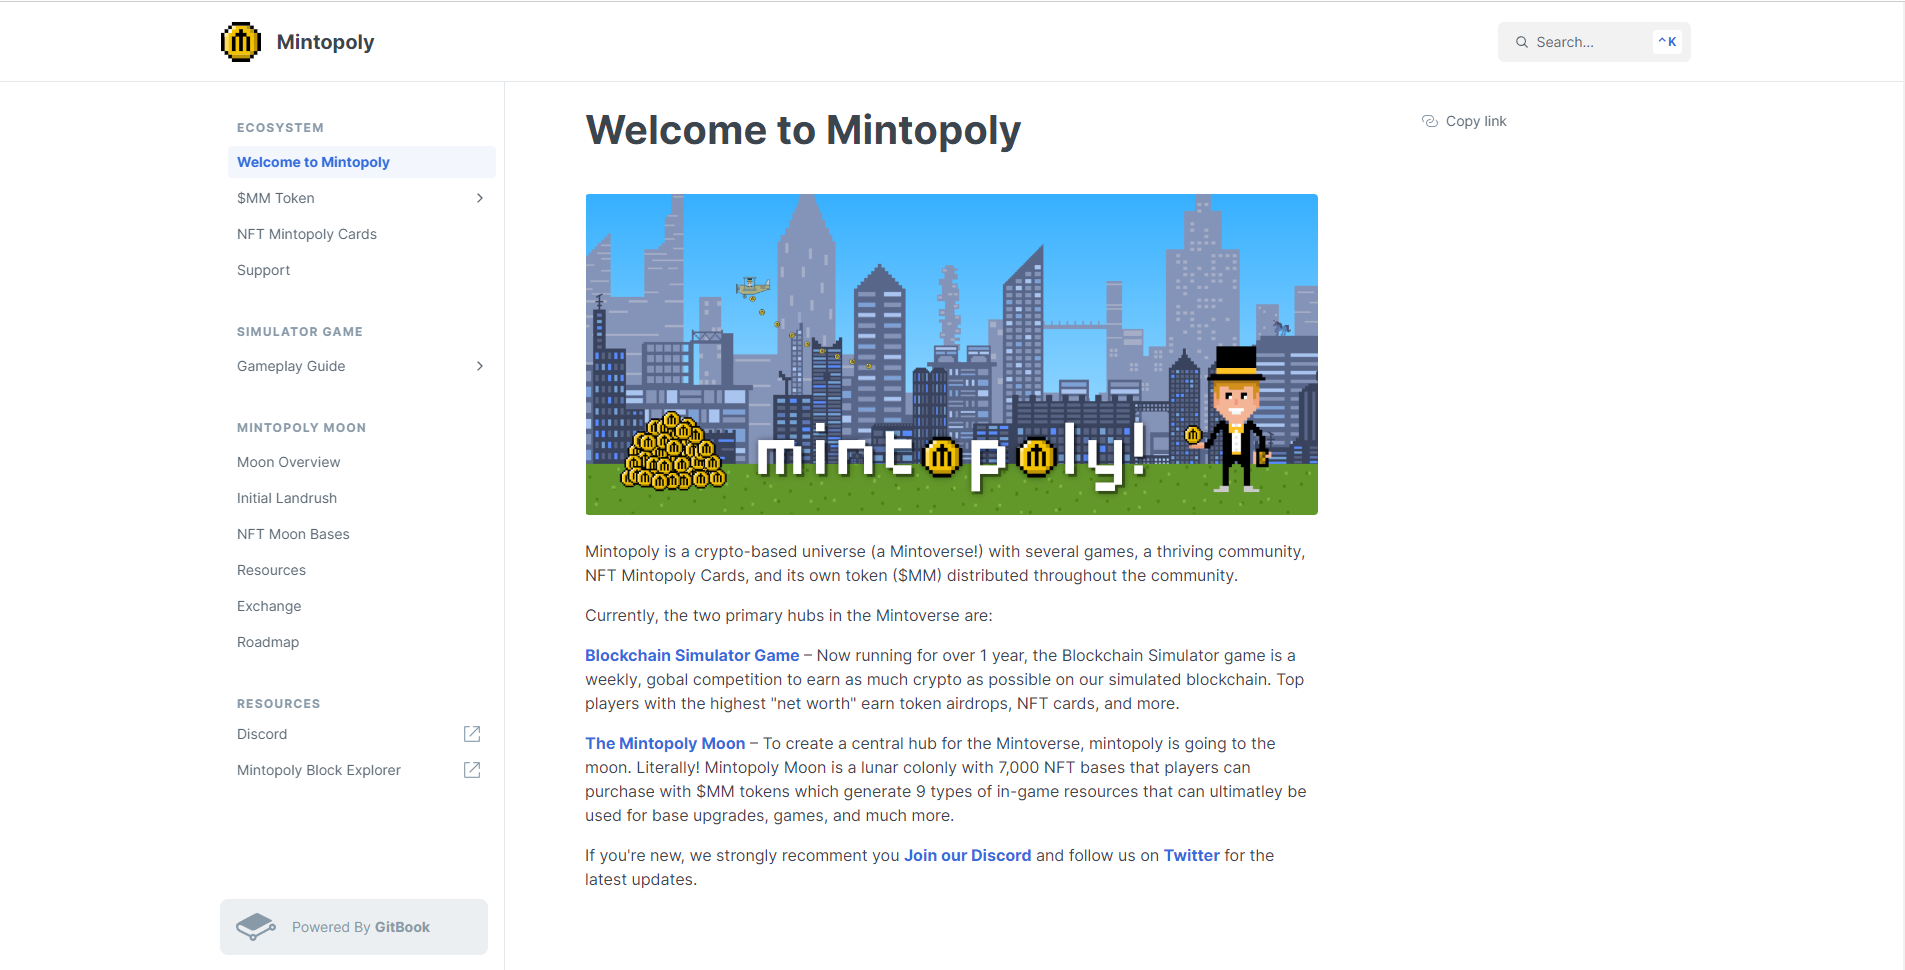 Mintopoly
Search...
^K
ECOSYSTEM
Welcome to Mintopoly
$MM Token
NFT Mintopoly Cards
Support
SIMULATOR GAME
Gameplay Guide
MINTOPOLY MOON
Moon Overview
Initial Landrush
NFT Moon Bases
Resources
Exchange
Roadmap
RESOURCES
Discord
Mintopoly Block Explorer
Powered By GitBook
Welcome to Mintopoly
Copy link
mintopoly!
Mintopoly is a crypto-based universe (a Mintoverse!) with several games, a thriving community,
NFT Mintopoly Cards, and its own token ($MM) distributed throughout the community.
Currently, the two primary hubs in the Mintoverse are:
Blockchain Simulator Game – Now running for over 1 year, the Blockchain Simulator game is a
weekly, gobal competition to earn as much crypto as possible on our simulated blockchain. Top
players with the highest "net worth" earn token airdrops, NFT cards, and more.
The Mintopoly Moon – To create a central hub for the Mintoverse, mintopoly is going to the
moon. Literally! Mintopoly Moon is a lunar colonly with 7,000 NFT bases that players can
purchase with $MM tokens which generate 9 types of in-game resources that can ultimatley be
used for base upgrades, games, and much more.
If you're new, we strongly recomment you Join our Discord and follow us on Twitter for the
latest updates.